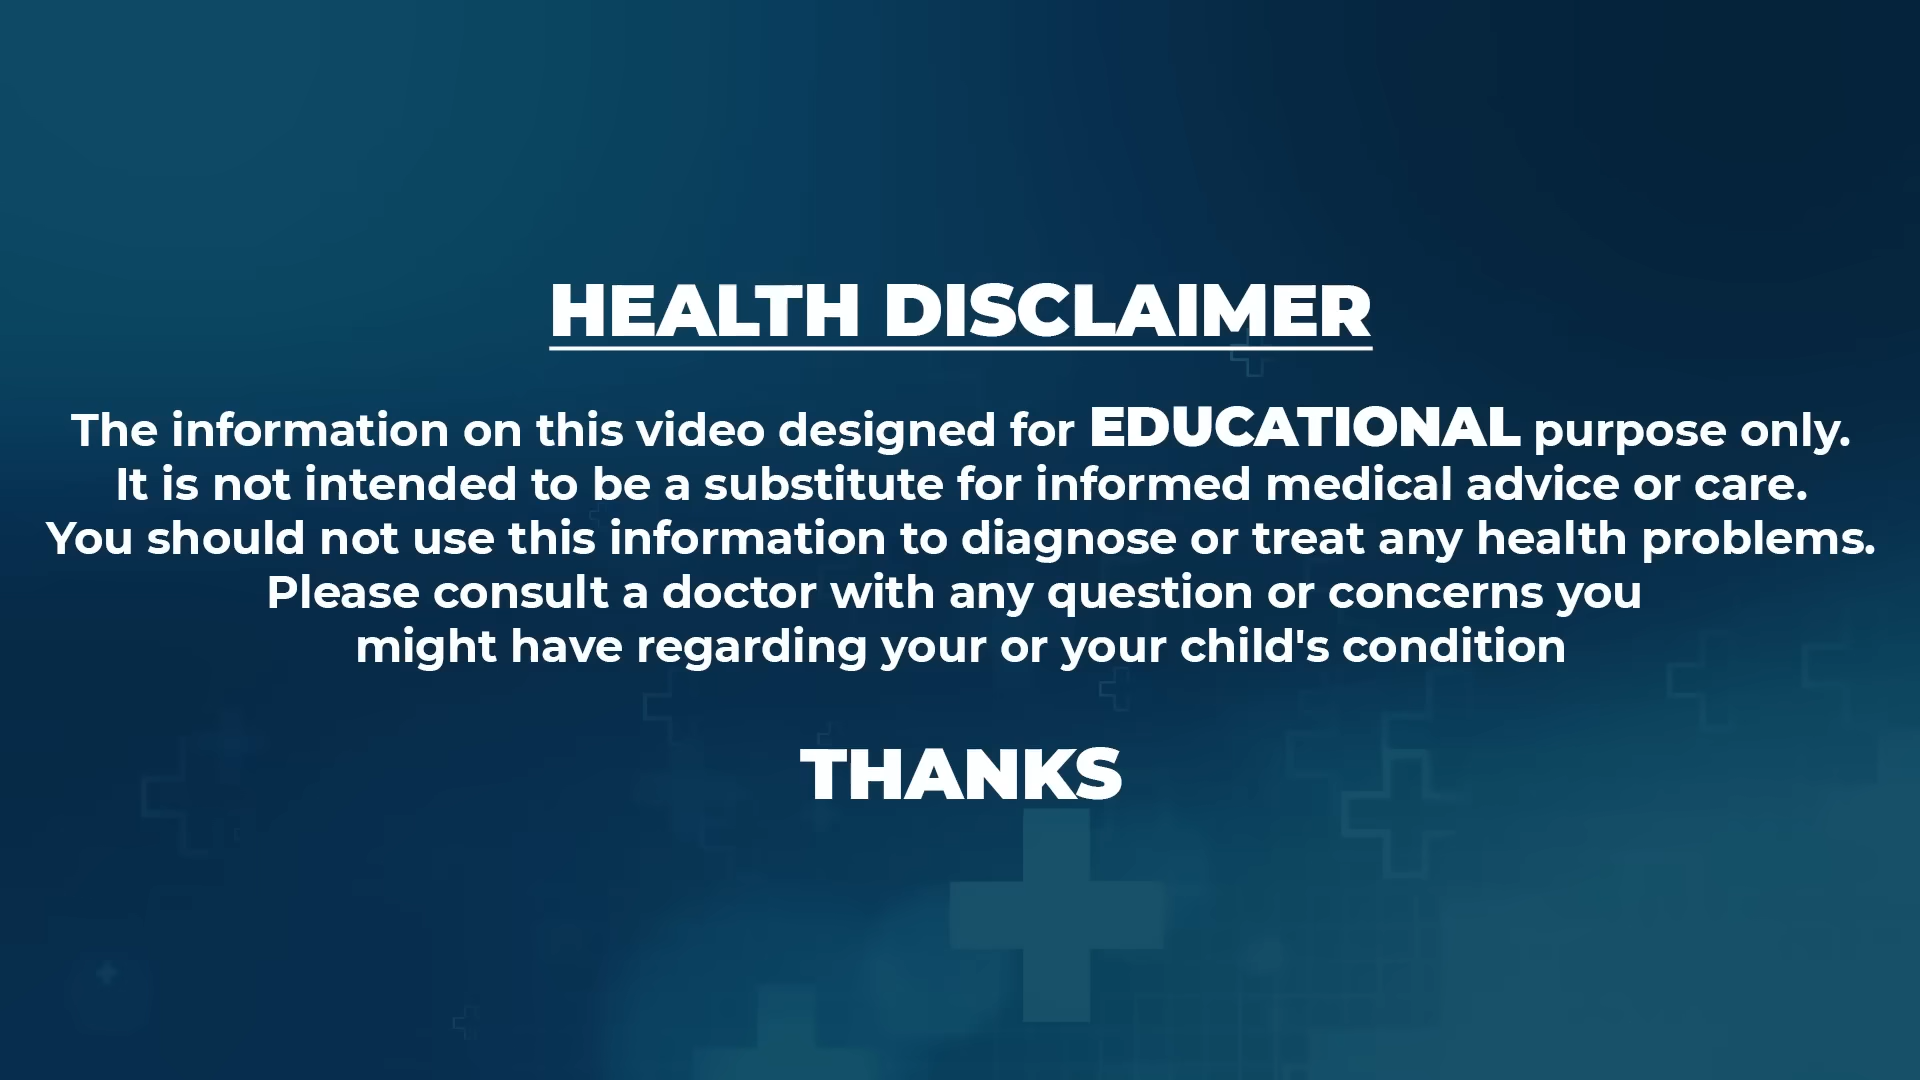 HEALTH DISCLAIMER
The information on this video designed for EDUCATIONAL purpose only.
It is not intended to be a substitute for informed medical advice or care.
You should not use this information to diagnose or treat any health problems.
Please consult a doctor with any question or concerns you
might have regarding your or your child's condition
THANKS